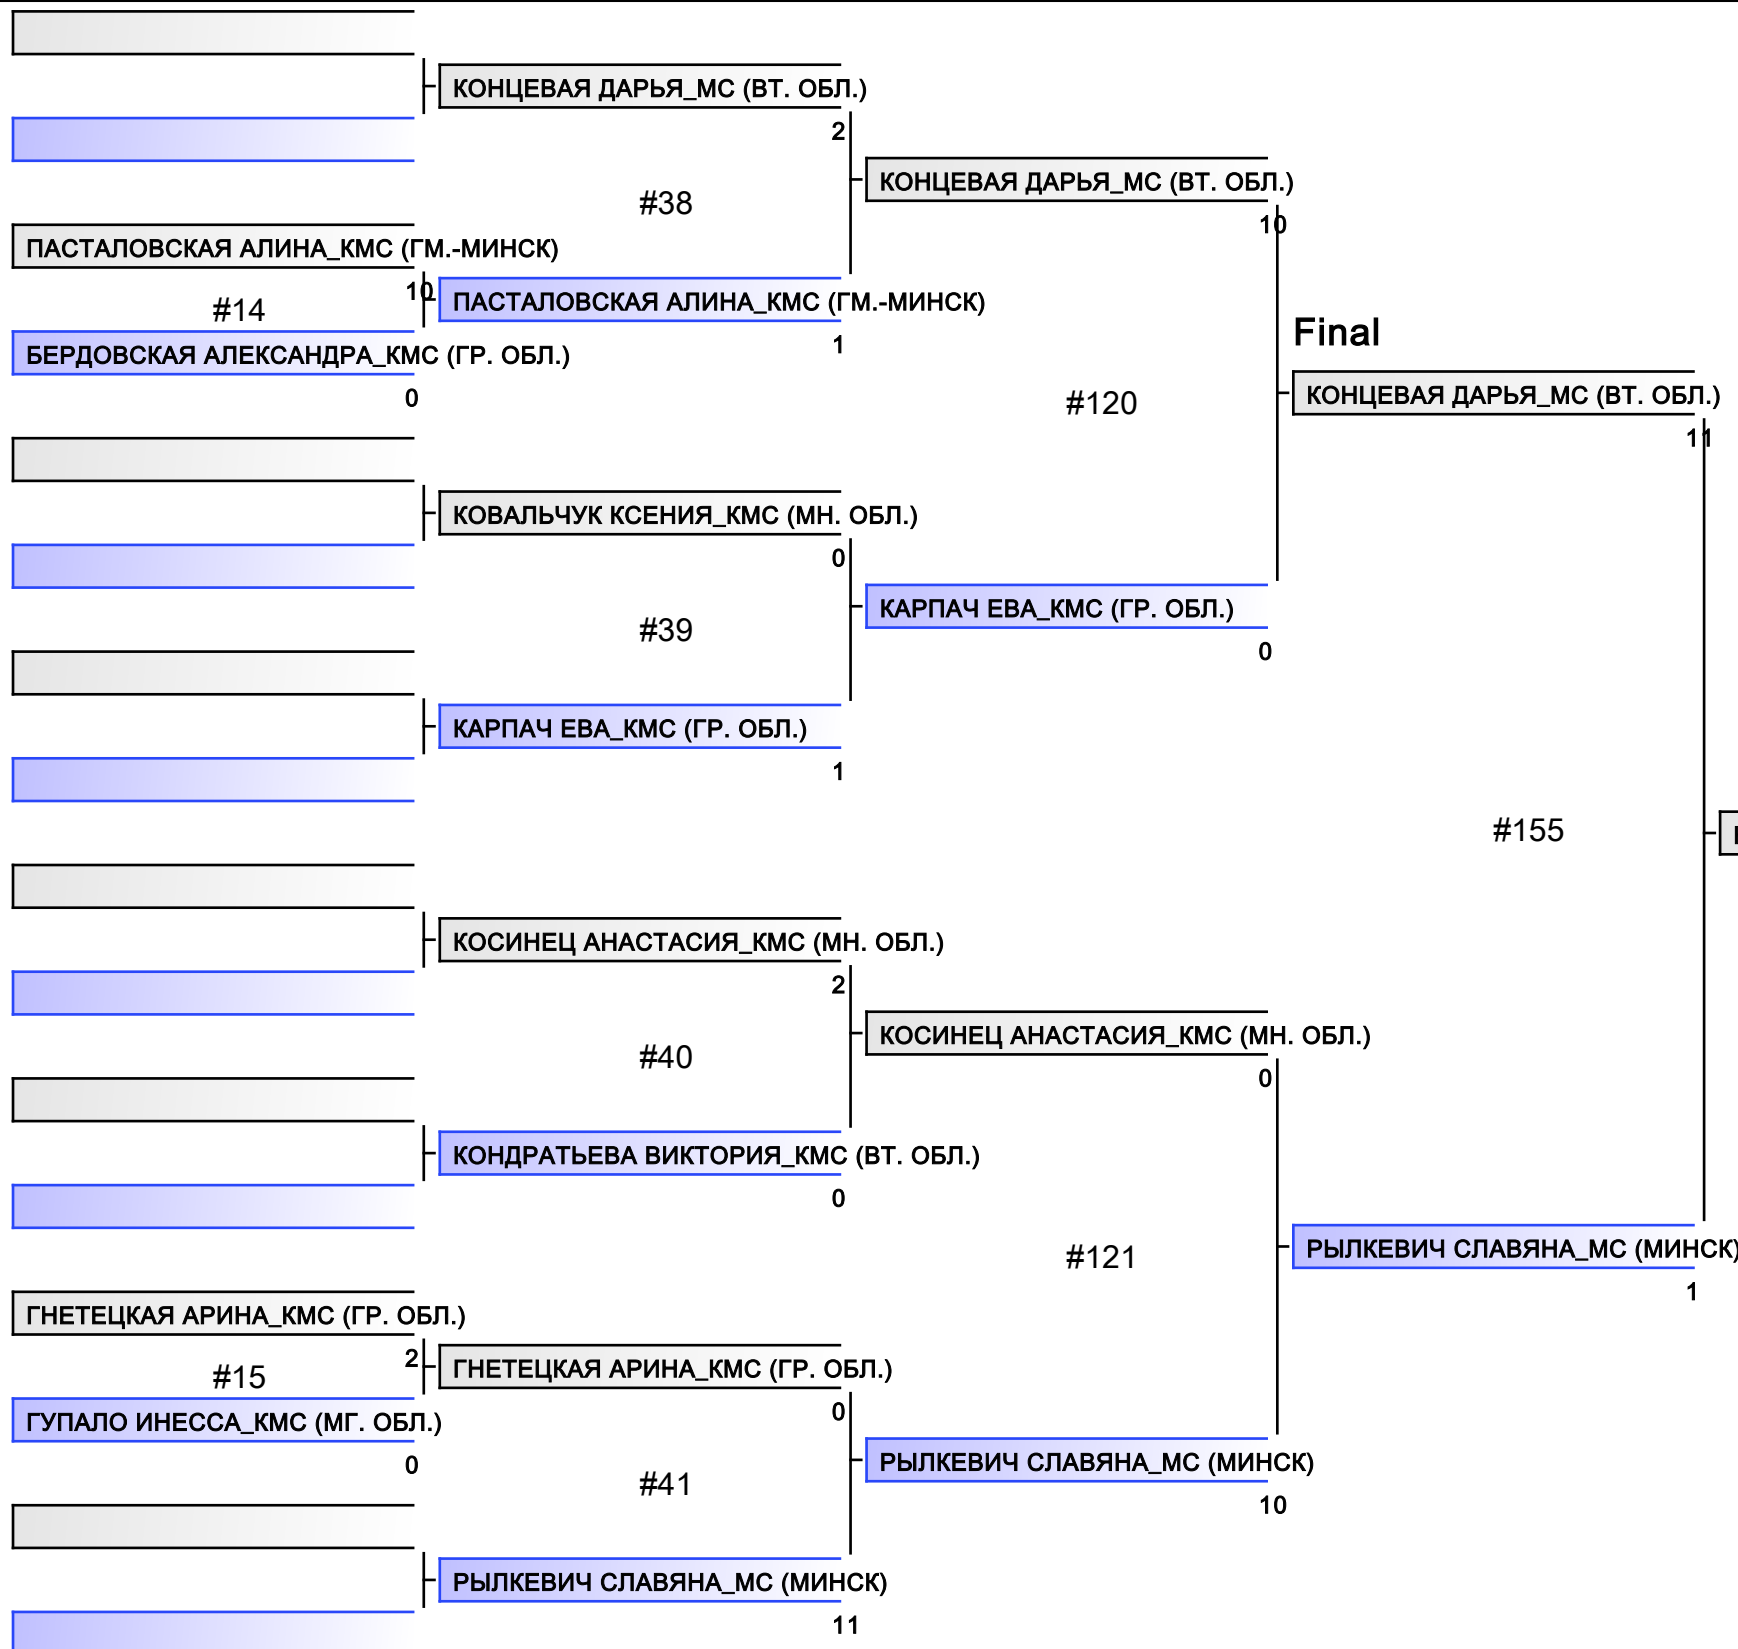 КОНЦЕВАЯ ДАРЬЯ_МС (ВТ. ОБЛ.)
2
КОНЦЕВАЯ ДАРЬЯ_МС (ВТ. ОБЛ.)
#38
10
ПАСТАЛОВСКАЯ АЛИНА_КМС (ГМ.-МИНСК)
10
ПАСТАЛОВСКАЯ АЛИНА_КМС (ГМ.-МИНСК)
#14
Final
1
БЕРДОВСКАЯ АЛЕКСАНДРА_КМС (ГР. ОБЛ.)
0
#120
КОНЦЕВАЯ ДАРЬЯ_МС (ВТ. ОБЛ.)
11
КОВАЛЬЧУК КСЕНИЯ_КМС (МН. ОБЛ.)
0
КАРПАЧ ЕВА_КМС (ГР. ОБЛ.)
#39
0
КАРПАЧ ЕВА_КМС (ГР. ОБЛ.)
1
#155
КОСИНЕЦ АНАСТАСИЯ_КМС (МН. ОБЛ.)
2
КОСИНЕЦ АНАСТАСИЯ_КМС (МН. ОБЛ.)
#40
0
КОНДРАТЬЕВА ВИКТОРИЯ_КМС (ВТ. ОБЛ.)
0
#121
РЫЛКЕВИЧ СЛАВЯНА_МС (МИНСК)
1
ГНЕТЕЦКАЯ АРИНА_КМС (ГР. ОБЛ.)
2
#15
ГНЕТЕЦКАЯ АРИНА_КМС (ГР. ОБЛ.)
0
ГУПАЛО ИНЕССА_КМС (МГ. ОБЛ.)
0
РЫЛКЕВИЧ СЛАВЯНА_МС (МИНСК)
#41
10
РЫЛКЕВИЧ СЛАВЯНА_МС (МИНСК)
11